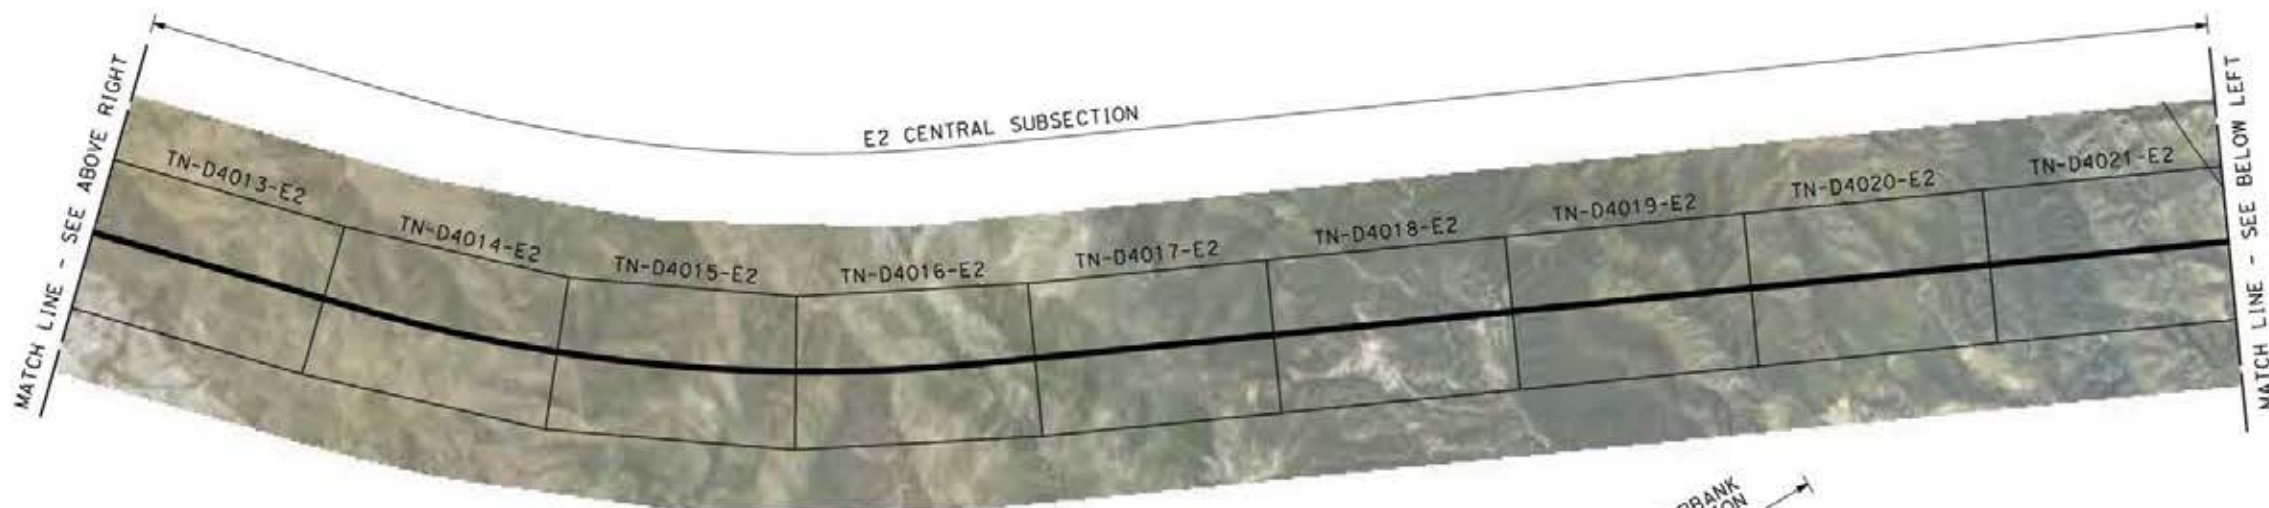 E2 CENTRAL SUBSECTION
MATCH LINE - SEE ABOVE RIGHT
TN-D4013-E2
TN-D4014-E2
TN-D4015-E2
TN-D4016-E2
TN-D4017-E2
TN-D4018-E2
TN-D4019-E2
TN-D4020-E2
TN-D4021-E2
MATCH LINE - SEE BELOW LEFT